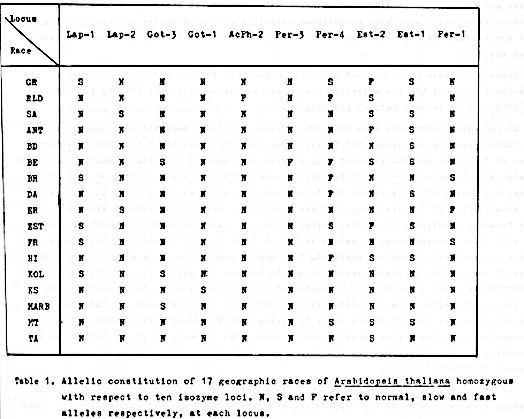 Locus
Race
Lap-1 Lap-2 Got-3 Got-1 AcPh-2 Per-3 Per-4 Est-2 Est-1 Per-1
GR S N N N N N S F S N
RLD N N N N F N F S N N
SA N S N N N N N N N N
ANT N N N N N N N F S N
BD N N N N N N N N N N
BE N N S N N F F S S N
BH S N N N N N F N N S
DA N N N N N N S S N N
ER N S N N N N N N N F
EST N N N N N N S F S N
FR S N N N N N N N N S
HI N N S N N N S S S N
KOL S N S N N N S S N N
KS N N N S N N N N N N
MARB N N S N N N N N N N
MT N N N N N N S S S N
TA N N N N N N N S S N
Table 1. Allelic constitution of 17 geographic races of Arabidopsis thaliana homozygous
with respect to ten isozyme loci. N, S and F refer to normal, slow and fast
alleles respectively, at each locus.